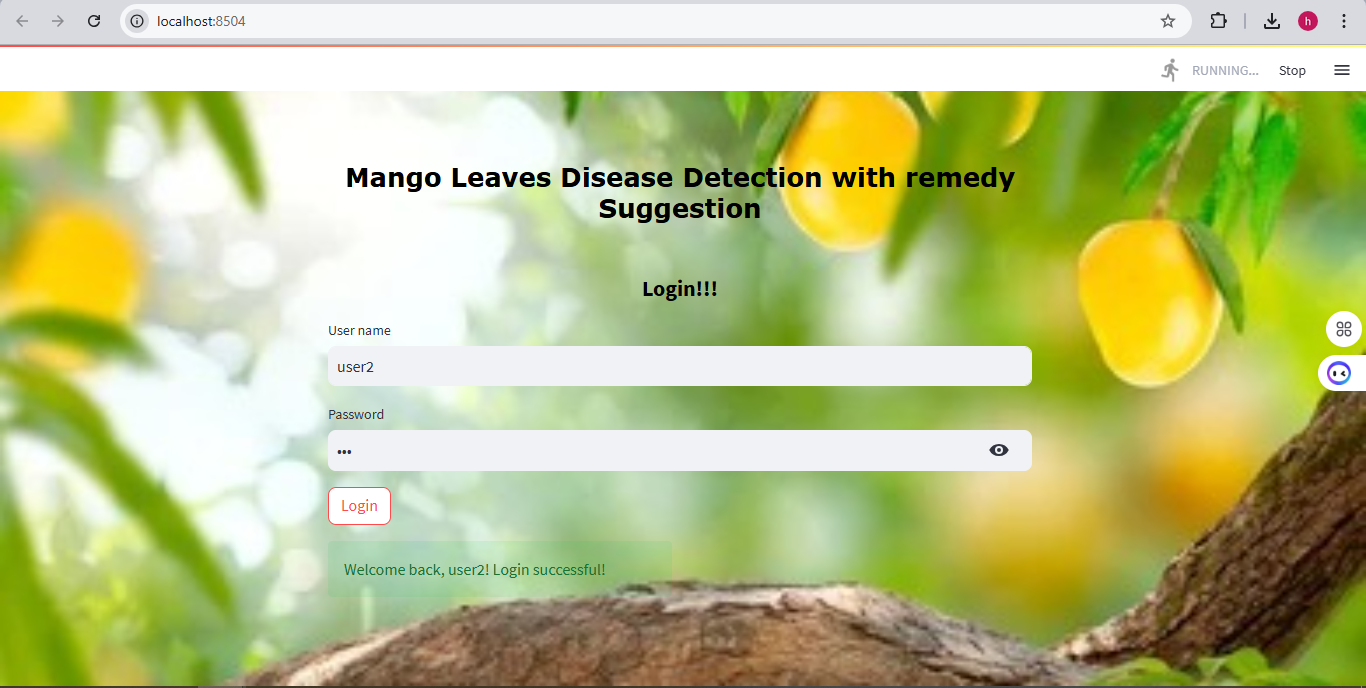 localhost:8504
h
RUNNING... Stop
Mango Leaves Disease Detection with remedy
Suggestion
Login!!!
User name
user2
Password
•••
Login
Welcome back, user2! Login successful!